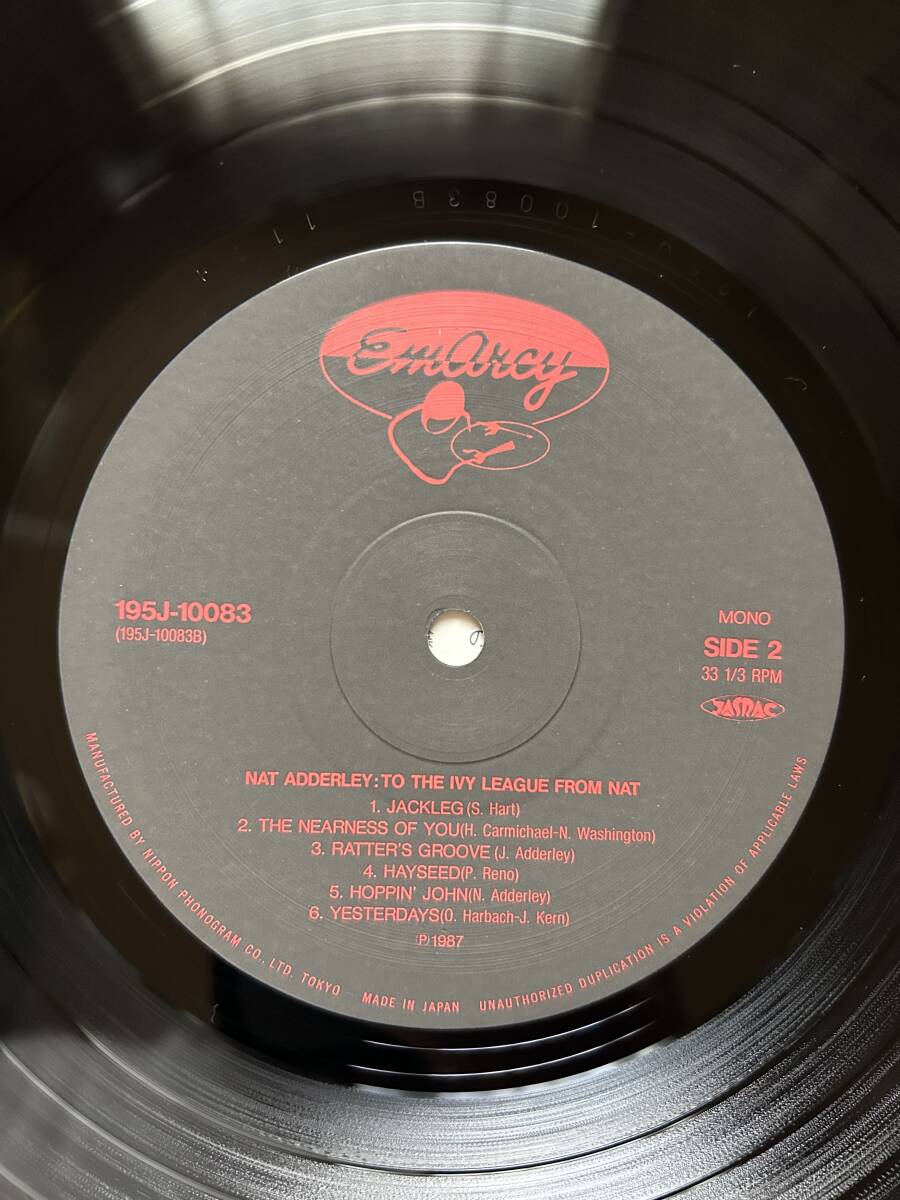 EmArcy
195J-10083
(195J-10083B)
MONO
SIDE 2
33 1/3 RPM
JASRAC
NAT ADDERLEY: TO THE IVY LEAGUE FROM NAT
1. JACKLEG (S. Hart)
2. THE NEARNESS OF YOU(H. Carmichael-N. Washington)
3. RATTER'S GROOVE (J. Adderley)
4. HAYSEED(P. Reno)
5. HOPPIN' JOHN(N. Adderley)
6. YESTERDAYS(O. Harbach-J. Kern)
Ⓟ1987
MANUFACTURED BY NIPPON PHONOGRAM CO., LTD. TOKYO MADE IN JAPAN UNAUTHORIZED DUPLICATION IS A VIOLATION OF APPLICABLE LAWS